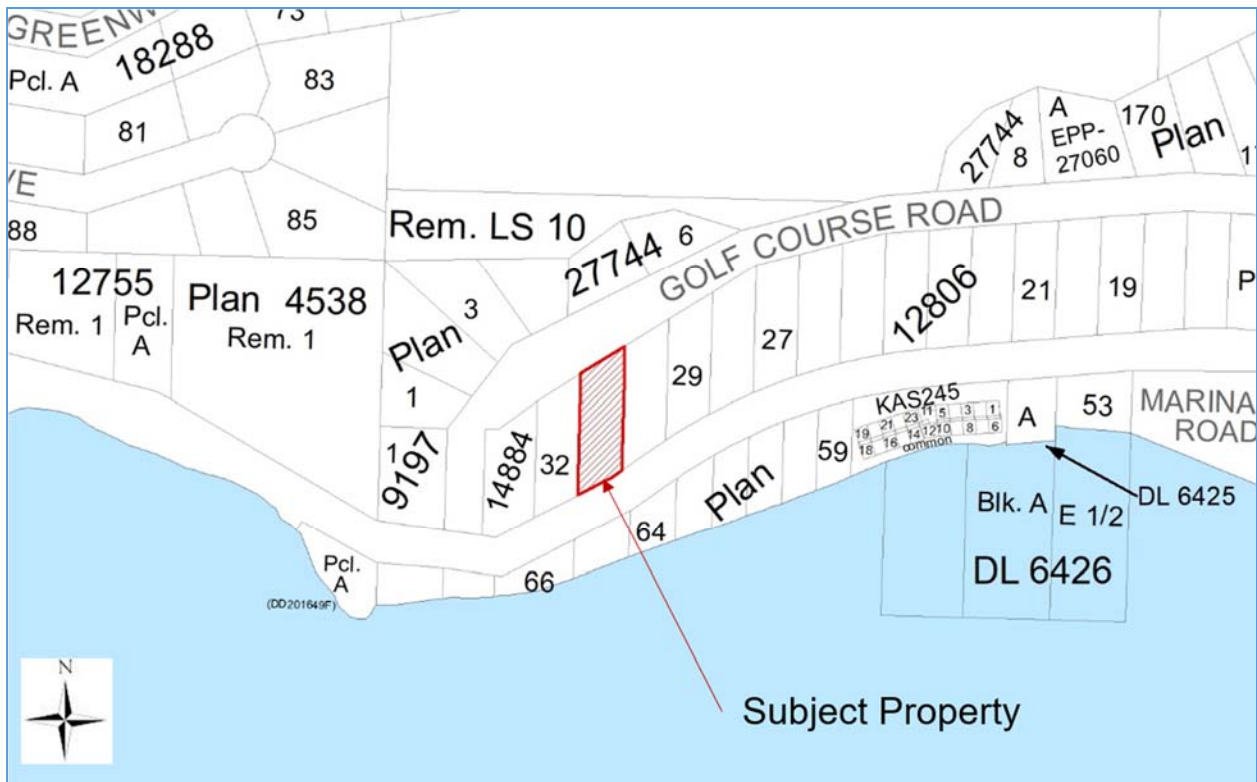 GREENW
73
18288
Pcl. A
83
81
A
170
27744
8
EPP-
27060
Plan
VE
88
85
Rem. LS 10
6
27744
GOLF COURSE ROAD
12755
Rem. 1
Pcl.
A
Plan 4538
Rem. 1
3
Plan
1
12806
21
19
P
27
29
KAS245
19 21 23 11 5 3 1
18 16 14 12 10 8 6
common
A
53
MARINA
ROAD
1
9197
14884
32
59
Plan
64
66
DL 6425
Blk. A
E 1/2
DL 6426
Pcl.
A
(DD201649F)
N
Subject Property